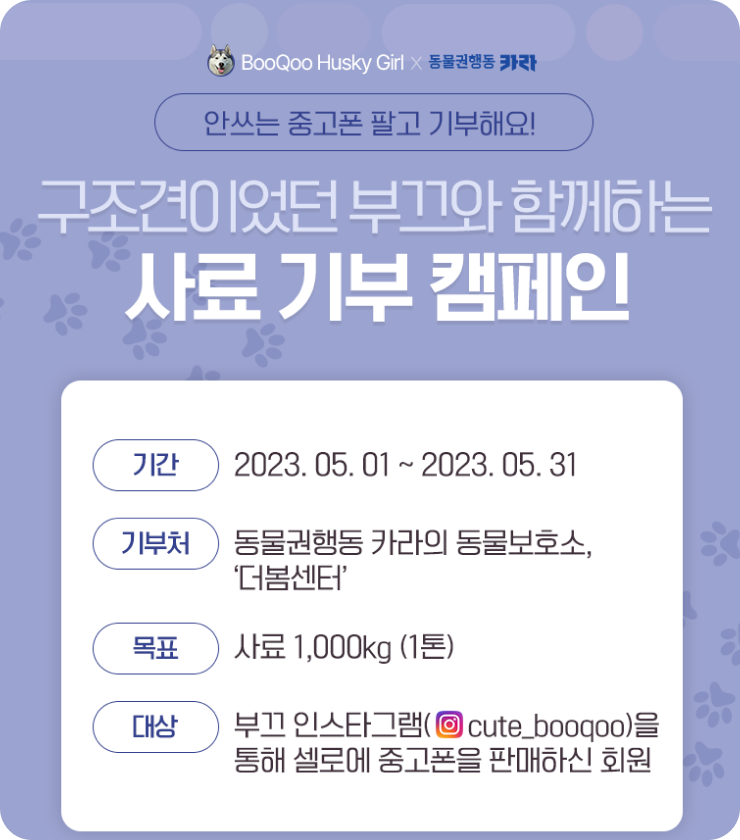 BooQoo Husky Girl X 동물권행동 카라
안쓰는 중고폰 팔고 기부해요!
구조견이었던 부끄와 함께하는
사료 기부 캠페인
기간 2023. 05. 01 ~ 2023. 05. 31
기부처 동물권행동 카라의 동물보호소,
‘더봄센터’
목표 사료 1,000kg (1톤)
대상 부끄 인스타그램( cute_booqoo)을
통해 셀로에 중고폰을 판매하신 회원